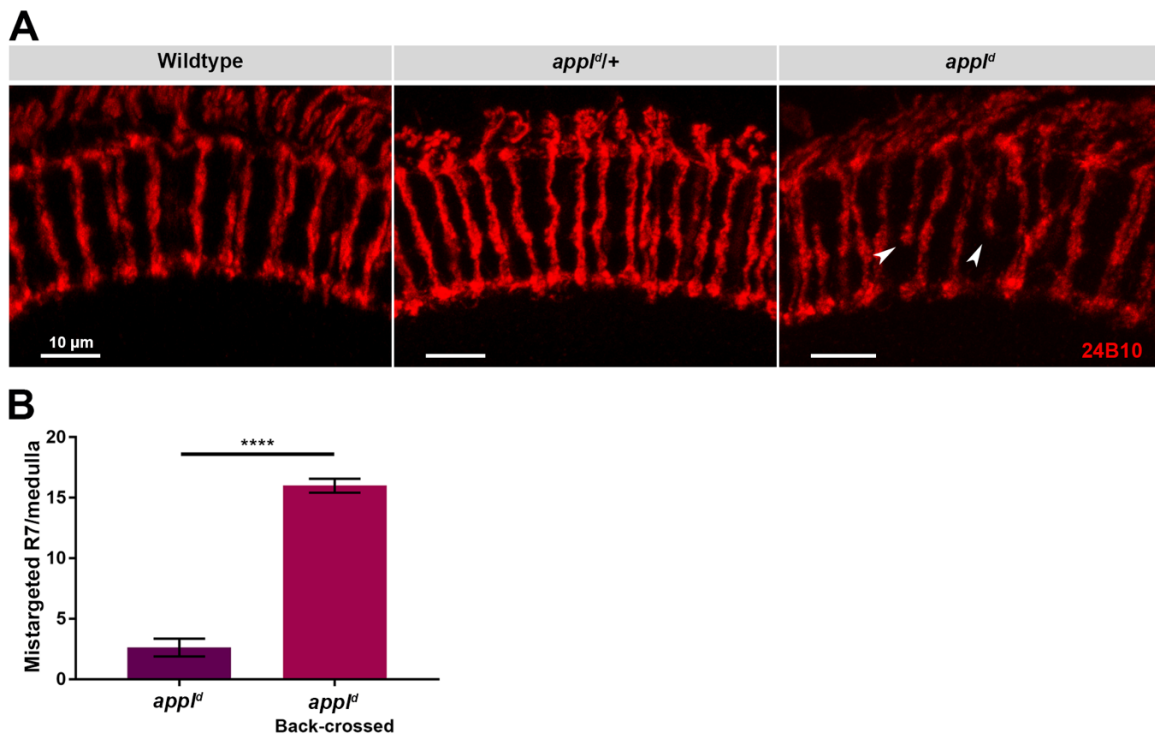 A
Wildtype
appl^d/+
appl^d
10 µm
24B10
B
Mistargeted R7/medulla
20
15
10
5
0
****
appl^d
appl^d
Back-crossed